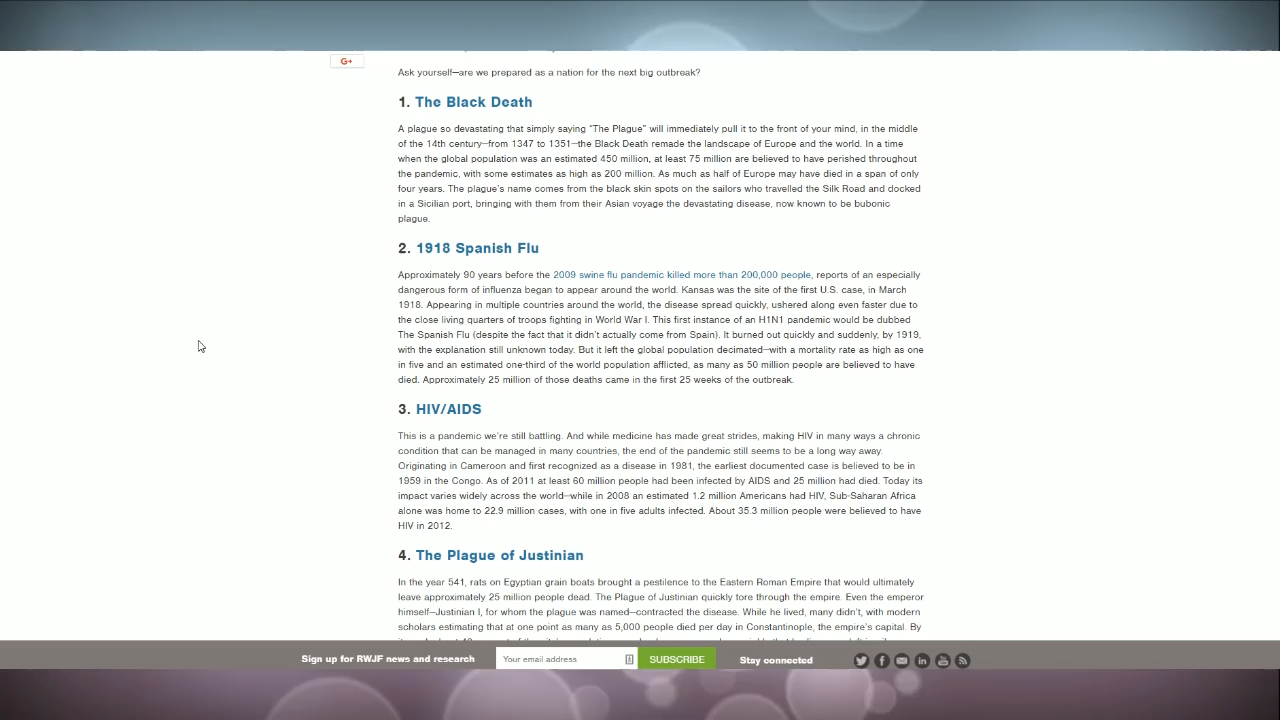 G+
Ask yourself—are we prepared as a nation for the next big outbreak?
1. The Black Death
A plague so devastating that simply saying “The Plague” will immediately pull it to the front of your mind, in the middle
of the 14th century—from 1347 to 1351—the Black Death remade the landscape of Europe and the world. In a time
when the global population was an estimated 450 million, at least 75 million are believed to have perished throughout
the pandemic, with some estimates as high as 200 million. As much as half of Europe may have died in a span of only
four years. The plague’s name comes from the black skin spots on the sailors who travelled the Silk Road and docked
in a Sicilian port, bringing with them from their Asian voyage the devastating disease, now known to be bubonic
plague.
2. 1918 Spanish Flu
Approximately 90 years before the 2009 swine flu pandemic killed more than 200,000 people, reports of an especially
dangerous form of influenza began to appear around the world. Kansas was the site of the first U.S. case, in March
1918. Appearing in multiple countries around the world, the disease spread quickly, ushered along even faster due to
the close living quarters of troops fighting in World War I. This first instance of an H1N1 pandemic would be dubbed
The Spanish Flu (despite the fact that it didn’t actually come from Spain). It burned out quickly and suddenly, by 1919,
with the explanation still unknown today. But it left the global population decimated—with a mortality rate as high as one
in five and an estimated one-third of the world population afflicted, as many as 50 million people are believed to have
died. Approximately 25 million of those deaths came in the first 25 weeks of the outbreak.
3. HIV/AIDS
This is a pandemic we’re still battling. And while medicine has made great strides, making HIV in many ways a chronic
condition that can be managed in many countries, the end of the pandemic still seems to be a long way away.
Originating in Cameroon and first recognized as a disease in 1981, the earliest documented case is believed to be in
1959 in the Congo. As of 2011 at least 60 million people had been infected by AIDS and 25 million had died. Today its
impact varies widely across the world—while in 2008 an estimated 1.2 million Americans had HIV, Sub-Saharan Africa
alone was home to 22.9 million cases, with one in five adults infected. About 35.3 million people were believed to have
HIV in 2012.
4. The Plague of Justinian
In the year 541, rats on Egyptian grain boats brought a pestilence to the Eastern Roman Empire that would ultimately
leave approximately 25 million people dead. The Plague of Justinian quickly tore through the empire. Even the emperor
himself—Justinian I, for whom the plague was named—contracted the disease. While he lived, many didn’t, with modern
scholars estimating that at one point as many as 5,000 people died per day in Constantinople, the empire’s capital. By
Sign up for RWJF news and research
Your email address
SUBSCRIBE
Stay connected